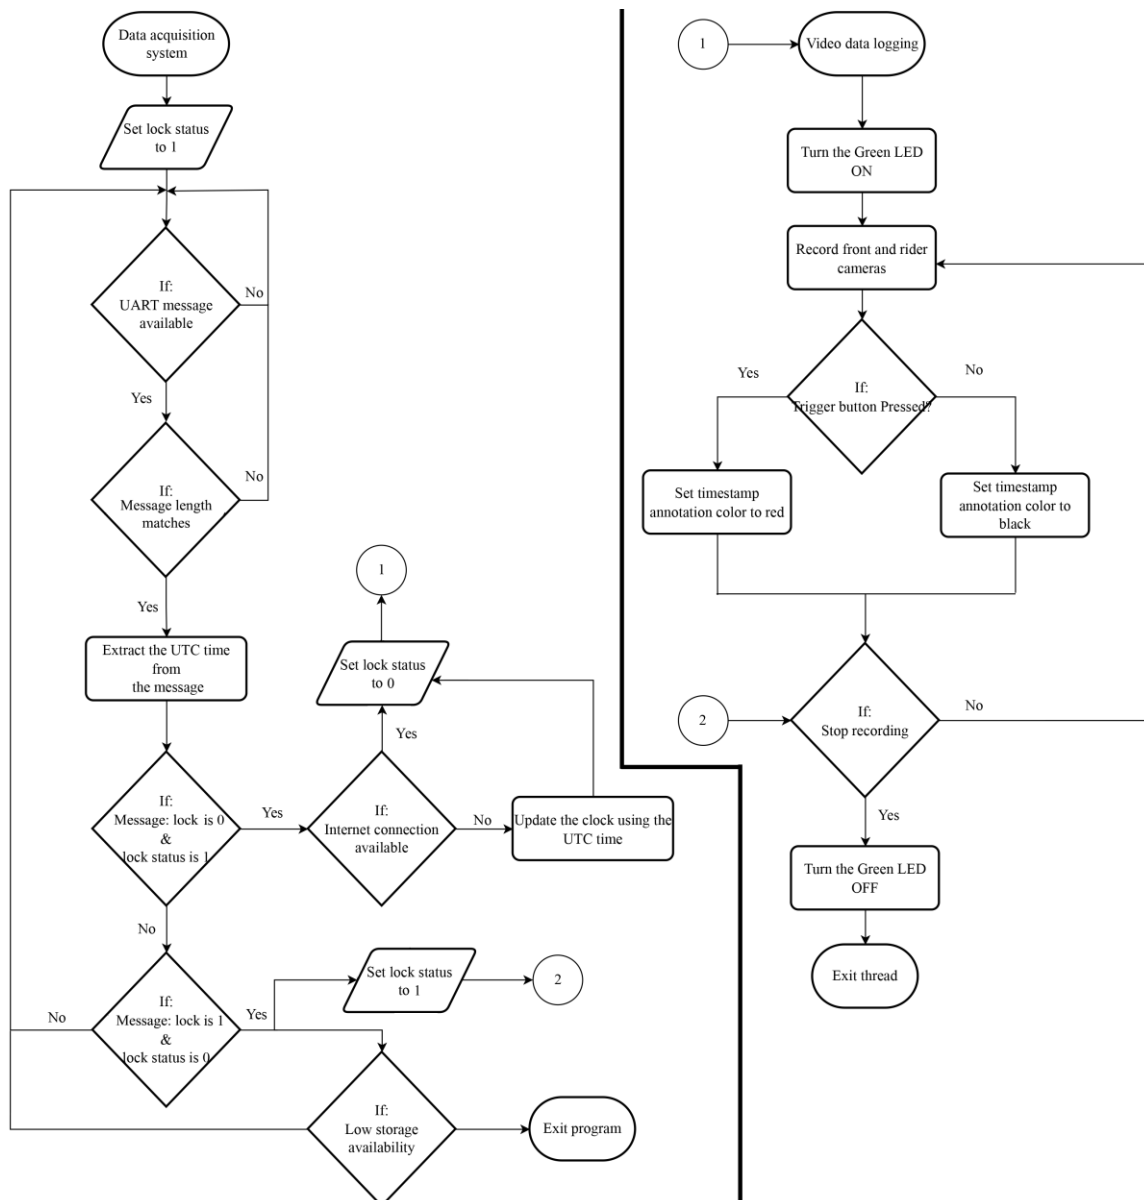 Data acquisition
system
Set lock status
to 1
If:
UART message
available
No
Yes
If:
Message length
matches
No
Yes
Extract the UTC time
from
the message
If:
Message: lock is 0
&
lock status is 1
Yes
No
If:
Internet connection
available
Yes
No
Update the clock using the
UTC time
Set lock status
to 0
1
If:
Message: lock is 1
&
lock status is 0
No
Yes
Set lock status
to 1
2
If:
Low storage
availability
Exit program
1
Video data logging
Turn the Green LED
ON
Record front and rider
cameras
If:
Trigger button Pressed?
Yes
No
Set timestamp
annotation color to red
Set timestamp
annotation color to
black
2
If:
Stop recording
No
Yes
Turn the Green LED
OFF
Exit thread